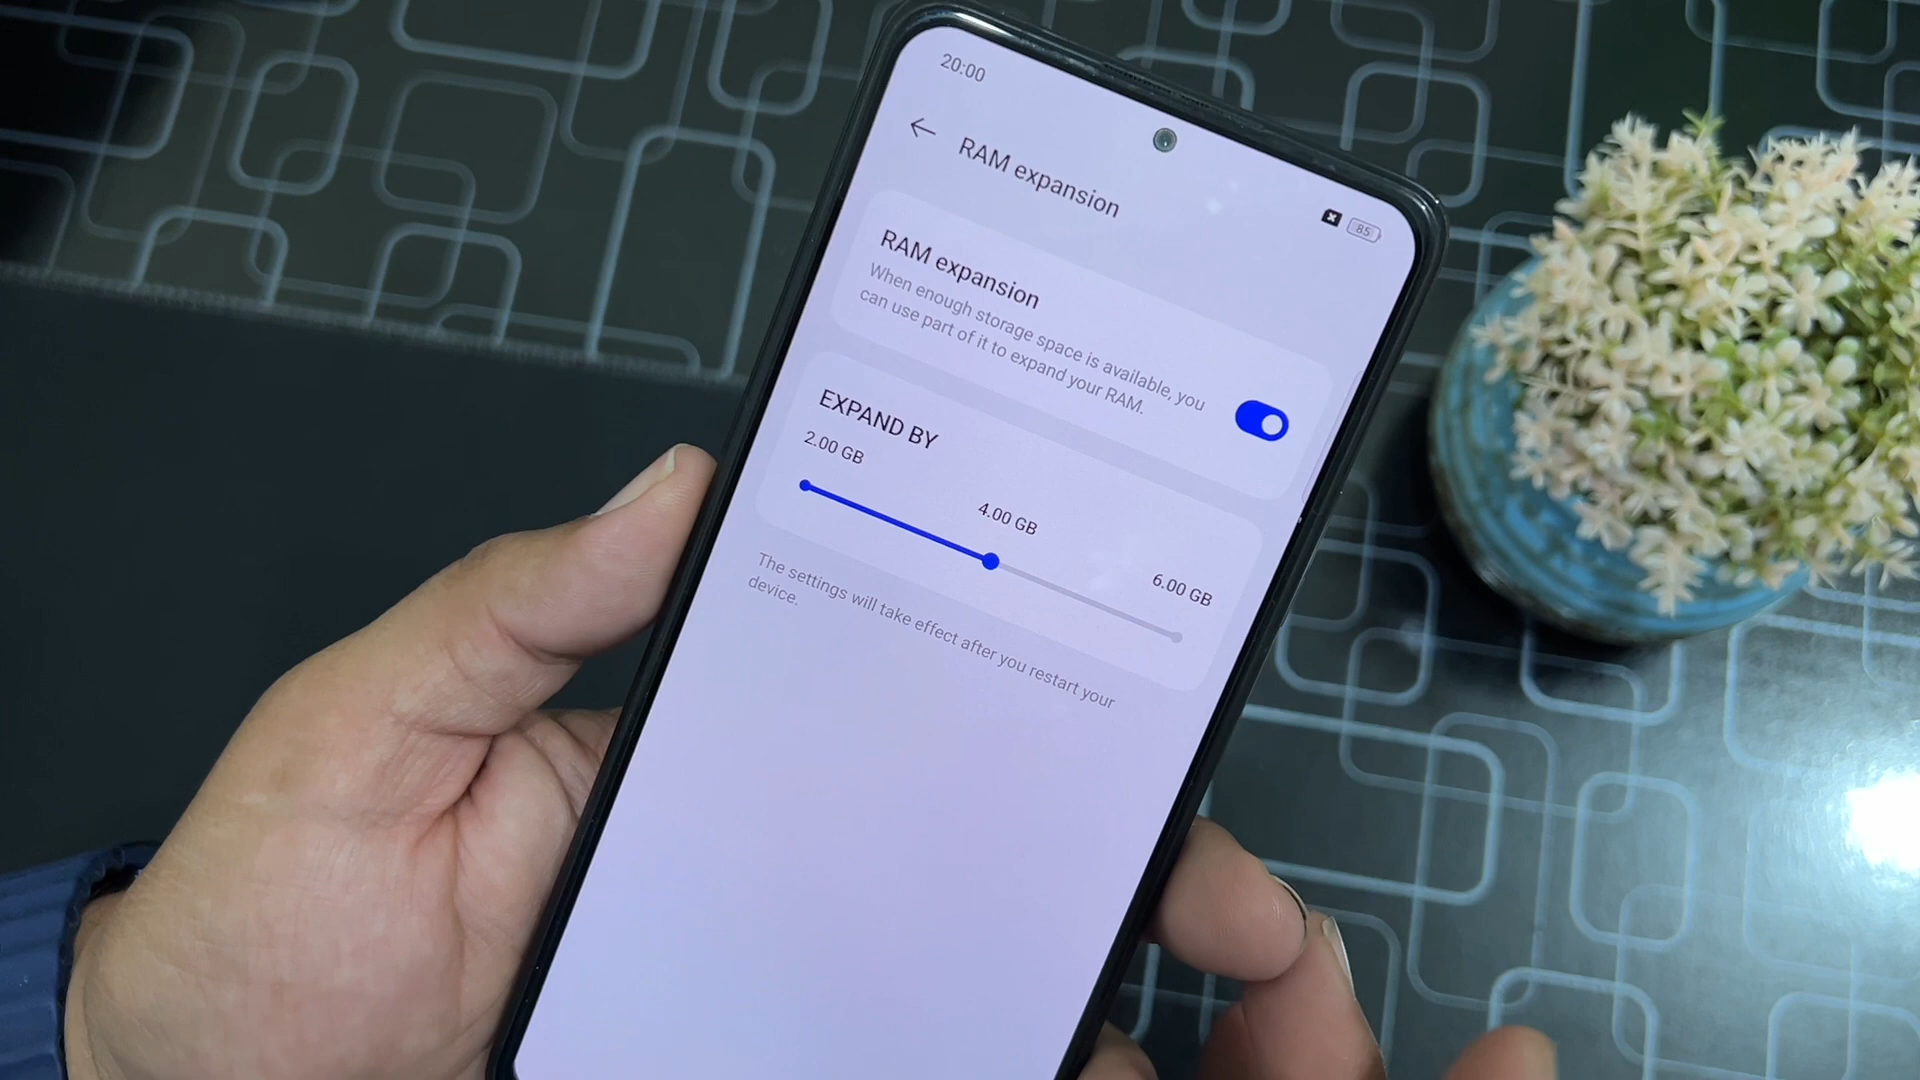 20:00
85
RAM expansion
RAM expansion
When enough storage space is available, you
can use part of it to expand your RAM.
EXPAND BY
2.00 GB
4.00 GB
6.00 GB
The settings will take effect after you restart your
device.